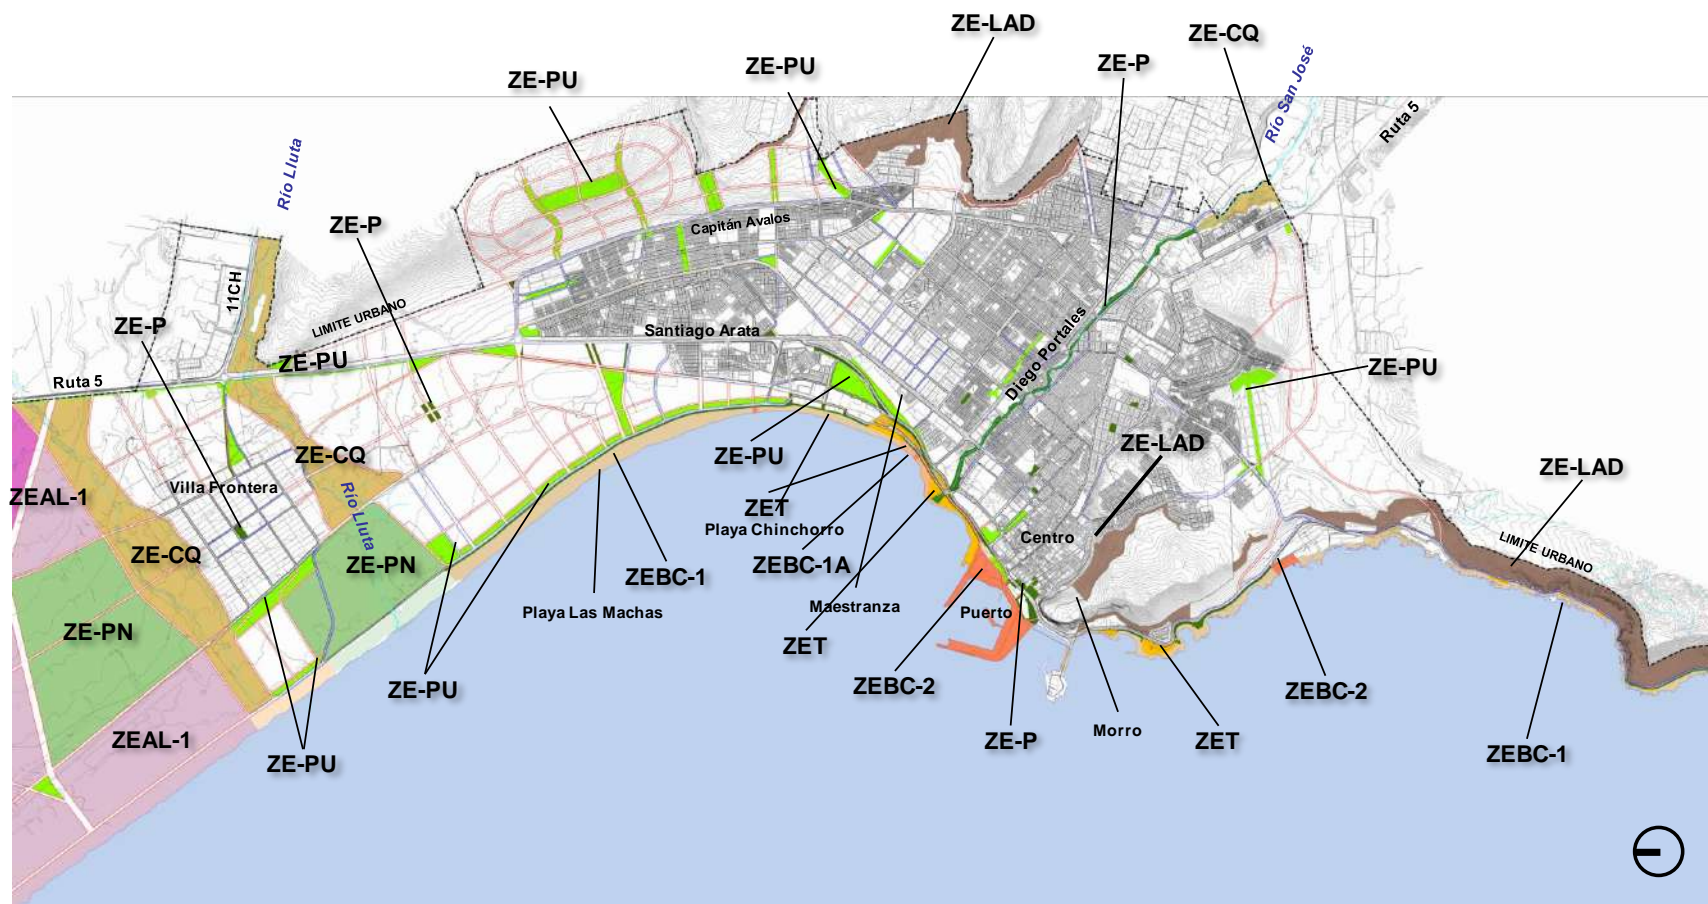 ZE-LAD
ZE-CQ
ZE-PU
ZE-PU
ZE-P
Río San José
Ruta 5
Río Lluta
ZE-P
Capitán Avalos
11CH
LIMITE URBANO
ZE-P
Santiago Arata
Diego Portales
ZE-PU
ZE-PU
Ruta 5
ZE-LAD
ZE-CQ
ZE-PU
ZE-LAD
Villa Frontera
ZEAL-1
Río Lluta
ZET
Playa Chinchorro
Centro
LIMITE URBANO
ZE-CQ
ZE-PN
ZEBC-1
ZEBC-1A
Playa Las Machas
Maestranza
Puerto
ZE-PN
ZET
ZE-PU
ZEBC-2
ZEBC-2
Morro
ZEAL-1
ZE-P
ZET
ZEBC-1
ZE-PU